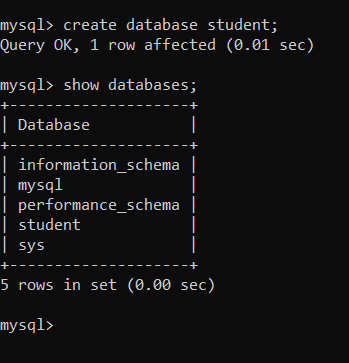 mysql> create database student;
Query OK, 1 row affected (0.01 sec)
mysql> show databases;
+--------------------+
| Database           |
+--------------------+
| information_schema |
| mysql              |
| performance_schema |
| student            |
| sys                |
+--------------------+
5 rows in set (0.00 sec)
mysql>